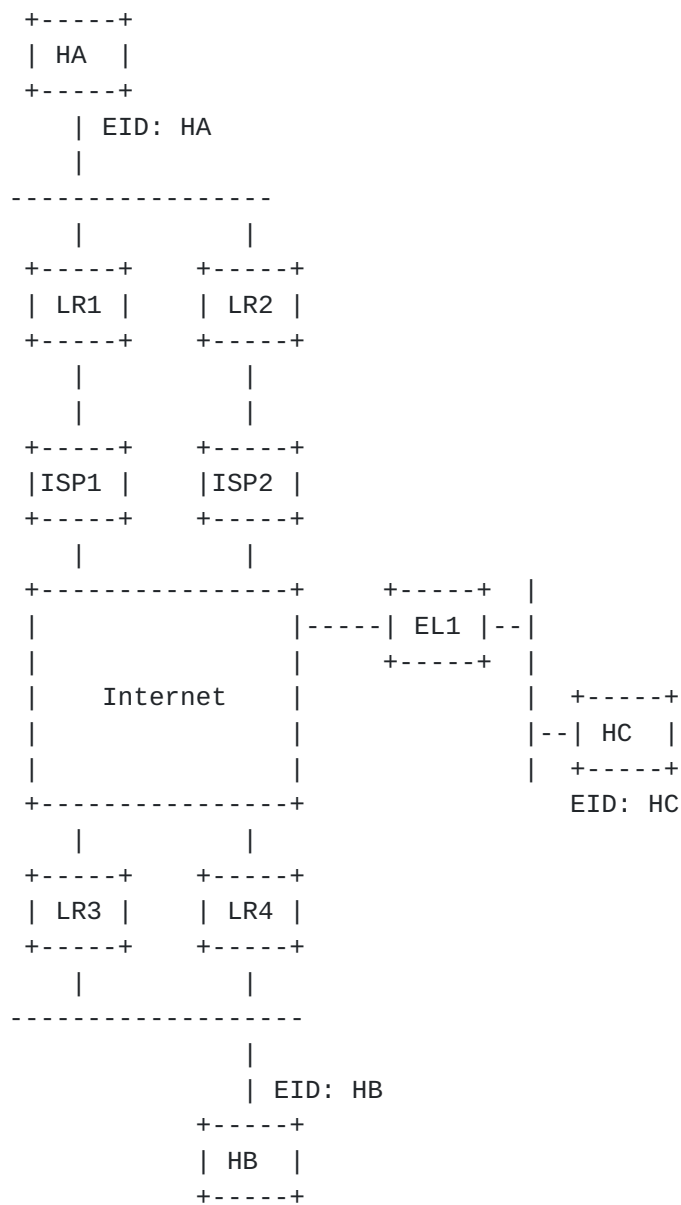 HA
EID: HA
LR1 LR2
ISP1 ISP2
EL1
Internet
HC
EID: HC
LR3 LR4
EID: HB
HB